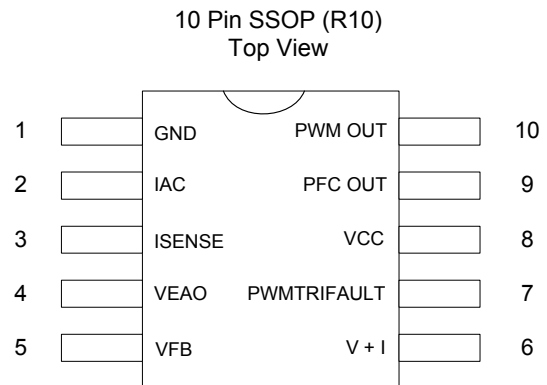 10 Pin SSOP (R10)
Top View
1 GND PWM OUT 10
2 IAC PFC OUT 9
3 ISENSE VCC 8
4 VEAO PWMTRIFAULT 7
5 VFB V + I 6